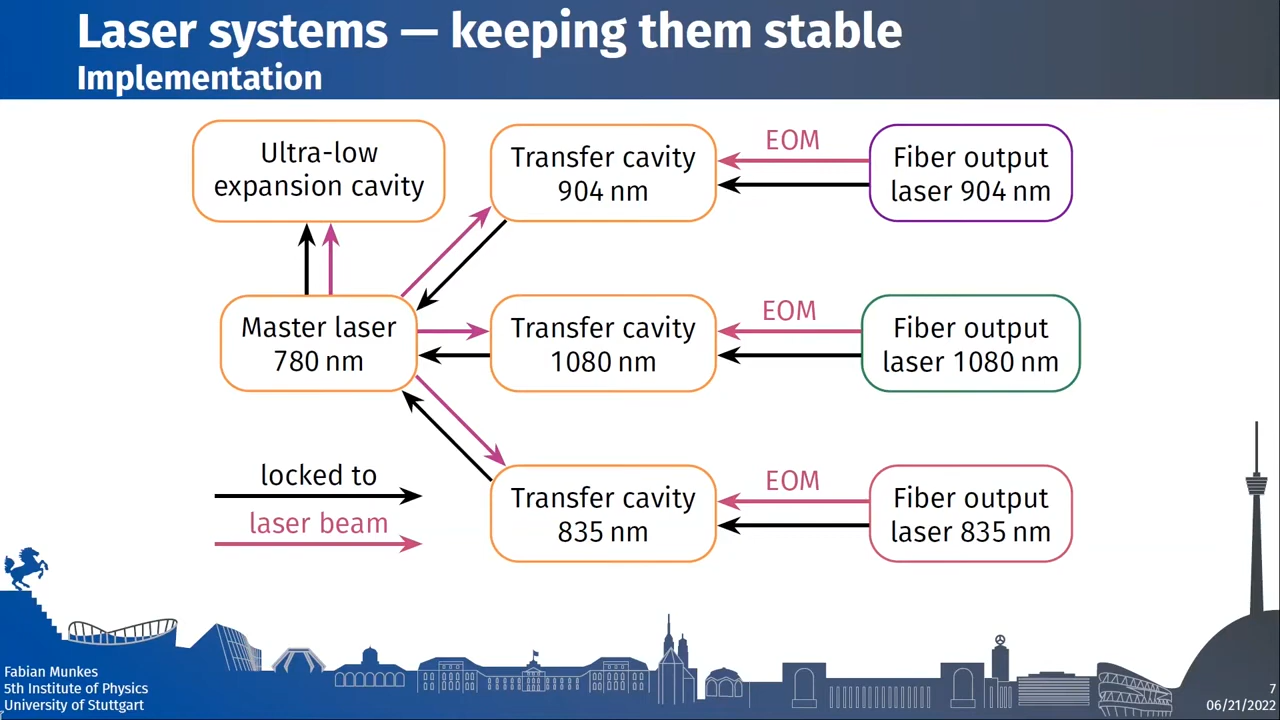 Laser systems — keeping them stable
Implementation
Ultra-low
expansion cavity
Transfer cavity
904 nm
EOM
Fiber output
laser 904 nm
Master laser
780 nm
Transfer cavity
1080 nm
EOM
Fiber output
laser 1080 nm
locked to
laser beam
Transfer cavity
835 nm
EOM
Fiber output
laser 835 nm
Fabian Munkes
5th Institute of Physics
University of Stuttgart
7
06/21/2022